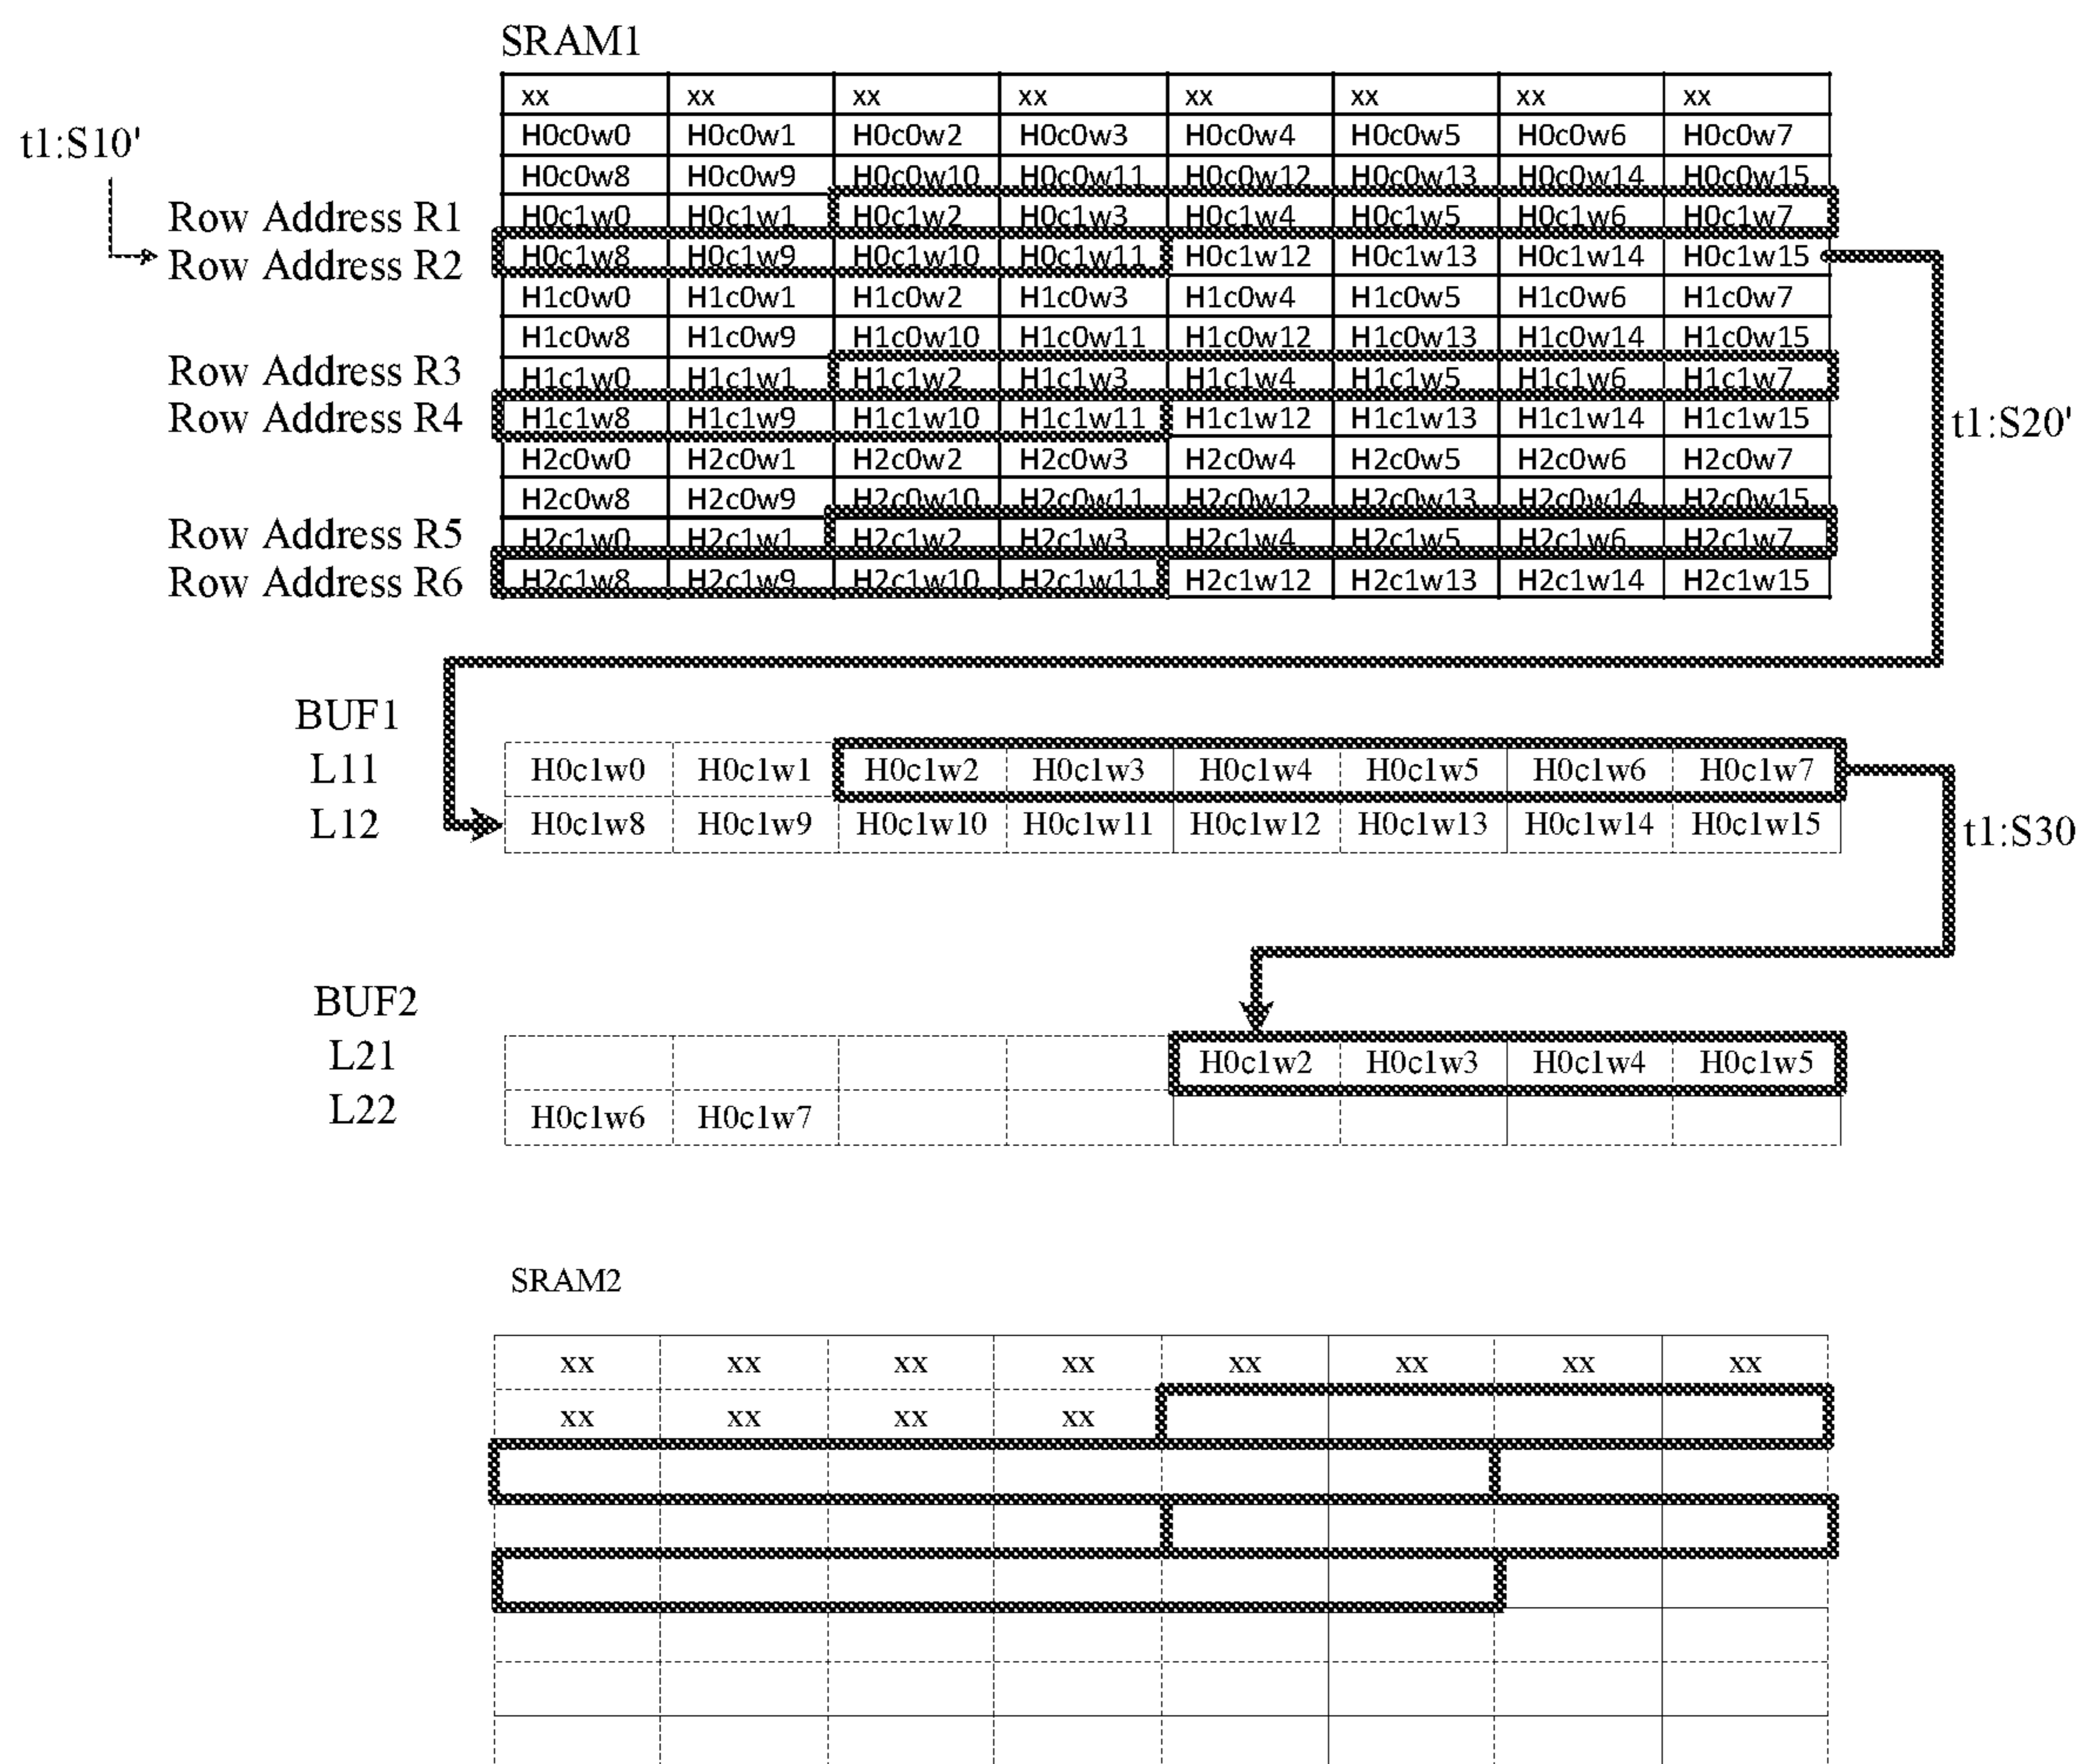 SRAM1
xx xx xx xx xx xx xx xx
t1:S10'
H0c0w0 H0c0w1 H0c0w2 H0c0w3 H0c0w4 H0c0w5 H0c0w6 H0c0w7
H0c0w8 H0c0w9 H0c0w10 H0c0w11 H0c0w12 H0c0w13 H0c0w14 H0c0w15
Row Address R1 H0c1w0 H0c1w1 H0c1w2 H0c1w3 H0c1w4 H0c1w5 H0c1w6 H0c1w7
Row Address R2 H0c1w8 H0c1w9 H0c1w10 H0c1w11 H0c1w12 H0c1w13 H0c1w14 H0c1w15
H1c0w0 H1c0w1 H1c0w2 H1c0w3 H1c0w4 H1c0w5 H1c0w6 H1c0w7
H1c0w8 H1c0w9 H1c0w10 H1c0w11 H1c0w12 H1c0w13 H1c0w14 H1c0w15
Row Address R3 H1c1w0 H1c1w1 H1c1w2 H1c1w3 H1c1w4 H1c1w5 H1c1w6 H1c1w7
Row Address R4 H1c1w8 H1c1w9 H1c1w10 H1c1w11 H1c1w12 H1c1w13 H1c1w14 H1c1w15
t1:S20'
H2c0w0 H2c0w1 H2c0w2 H2c0w3 H2c0w4 H2c0w5 H2c0w6 H2c0w7
H2c0w8 H2c0w9 H2c0w10 H2c0w11 H2c0w12 H2c0w13 H2c0w14 H2c0w15
Row Address R5 H2c1w0 H2c1w1 H2c1w2 H2c1w3 H2c1w4 H2c1w5 H2c1w6 H2c1w7
Row Address R6 H2c1w8 H2c1w9 H2c1w10 H2c1w11 H2c1w12 H2c1w13 H2c1w14 H2c1w15
BUF1
L11 H0c1w0 H0c1w1 H0c1w2 H0c1w3 H0c1w4 H0c1w5 H0c1w6 H0c1w7
L12 H0c1w8 H0c1w9 H0c1w10 H0c1w11 H0c1w12 H0c1w13 H0c1w14 H0c1w15
t1:S30
BUF2
L21 H0c1w2 H0c1w3 H0c1w4 H0c1w5
L22 H0c1w6 H0c1w7
SRAM2
xx xx xx xx xx xx xx xx
xx xx xx xx